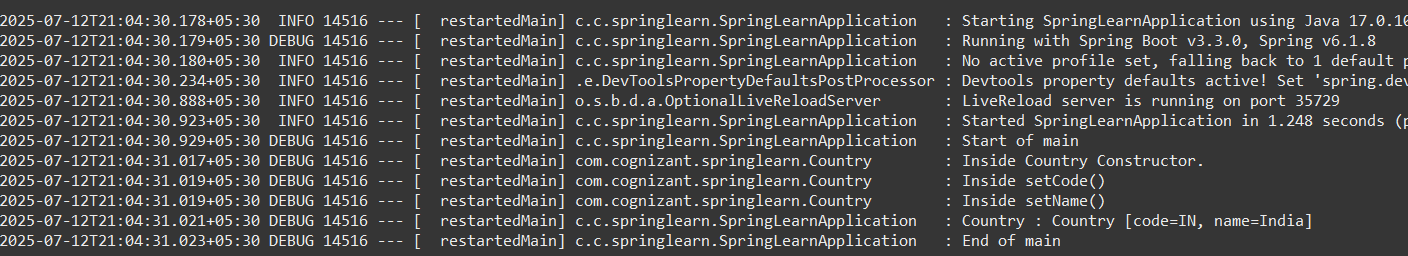 2025-07-12T21:04:30.178+05:30  INFO 14516 --- [  restartedMain] c.c.springlearn.SpringLearnApplication   : Starting SpringLearnApplication using Java 17.0.10
2025-07-12T21:04:30.179+05:30 DEBUG 14516 --- [  restartedMain] c.c.springlearn.SpringLearnApplication   : Running with Spring Boot v3.3.0, Spring v6.1.8
2025-07-12T21:04:30.180+05:30  INFO 14516 --- [  restartedMain] c.c.springlearn.SpringLearnApplication   : No active profile set, falling back to 1 default p
2025-07-12T21:04:30.234+05:30  INFO 14516 --- [  restartedMain] .e.DevToolsPropertyDefaultsPostProcessor : Devtools property defaults active! Set 'spring.dev
2025-07-12T21:04:30.888+05:30  INFO 14516 --- [  restartedMain] o.s.b.d.a.OptionalLiveReloadServer       : LiveReload server is running on port 35729
2025-07-12T21:04:30.923+05:30  INFO 14516 --- [  restartedMain] c.c.springlearn.SpringLearnApplication   : Started SpringLearnApplication in 1.248 seconds (p
2025-07-12T21:04:30.929+05:30 DEBUG 14516 --- [  restartedMain] c.c.springlearn.SpringLearnApplication   : Start of main
2025-07-12T21:04:31.017+05:30 DEBUG 14516 --- [  restartedMain] com.cognizant.springlearn.Country        : Inside Country Constructor.
2025-07-12T21:04:31.019+05:30 DEBUG 14516 --- [  restartedMain] com.cognizant.springlearn.Country        : Inside setCode()
2025-07-12T21:04:31.019+05:30 DEBUG 14516 --- [  restartedMain] com.cognizant.springlearn.Country        : Inside setName()
2025-07-12T21:04:31.021+05:30 DEBUG 14516 --- [  restartedMain] c.c.springlearn.SpringLearnApplication   : Country : Country [code=IN, name=India]
2025-07-12T21:04:31.023+05:30 DEBUG 14516 --- [  restartedMain] c.c.springlearn.SpringLearnApplication   : End of main